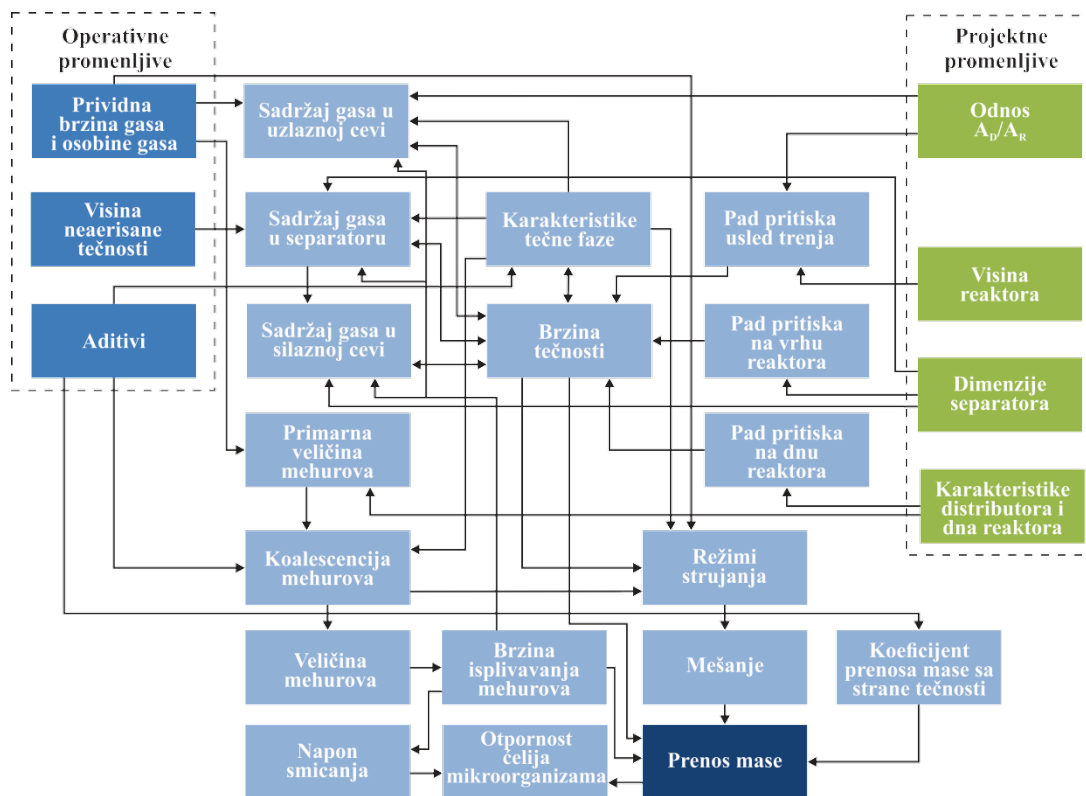 Operativne
promenljive
Prividna
brzina gasa
i osobine gasa
Visina
neaerisane
tečnosti
Aditivi
Sadržaj gasa u
uzlaznoj cevi
Sadržaj gasa
u separatoru
Sadržaj gasa u
silaznoj cevi
Primarna
veličina
mehurova
Koalescencija
mehurova
Veličina
mehurova
Napon
smicanja
Karakteristike
tečne faze
Brzina
tečnosti
Brzina
isplivavanja
mehurova
Otpornost
ćelija
mikroorganizama
Pad pritiska
usled trenja
Pad pritiska
na vrhu
reaktora
Pad pritiska
na dnu
reaktora
Režimi
strujanja
Mešanje
Prenos mase
Koeficijent
prenosa mase sa
strane tečnosti
Projektne
promenljive
Odnos
A_D/A_R
Visina
reaktora
Dimenzije
separatora
Karakteristike
distributora i
dna reaktora